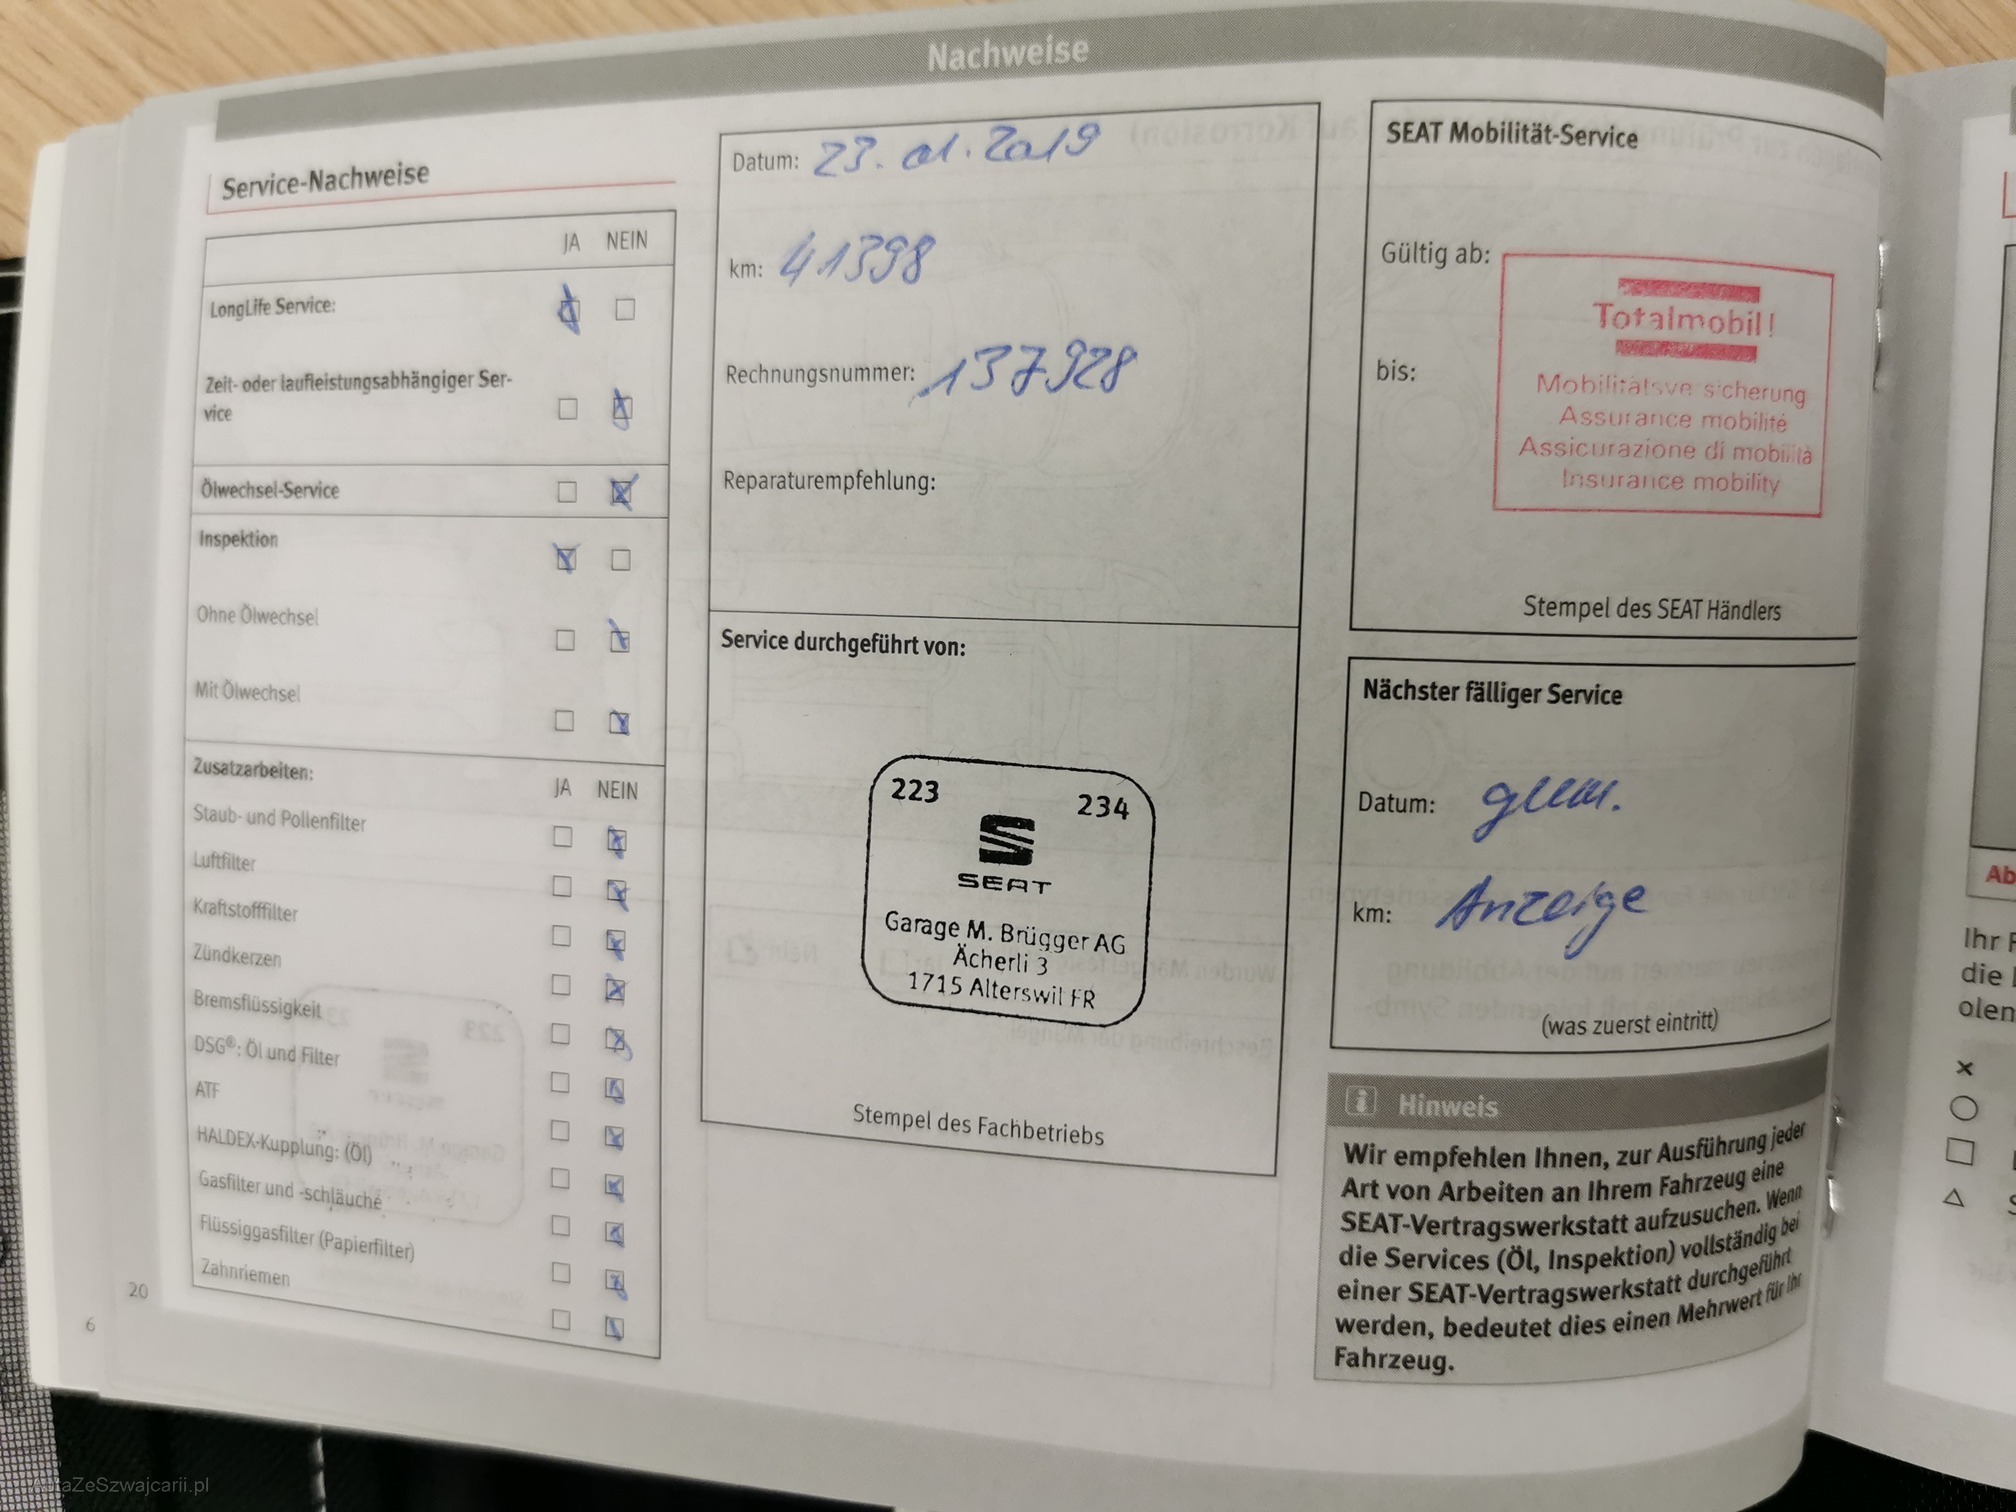 Nachweise
Service-Nachweise
JA NEIN
LongLife Service:
Zeit- oder laufleistungsabhängiger Ser-
vice
Ölwechsel-Service
Inspektion
Ohne Ölwechsel
Mit Ölwechsel
Zusatzarbeiten:
JA NEIN
Staub- und Pollenfilter
Luftfilter
Kraftstofffilter
Zündkerzen
Bremsflüssigkeit
DSG®: Öl und Filter
ATF
HALDEX-Kupplung: (Öl)
Gasfilter und -schläuche
Flüssiggasfilter (Papierfilter)
Zahnriemen
20
6
Datum: 23.01.2019
km: 41398
Rechnungsnummer: 137928
Reparaturempfehlung:
Service durchgeführt von:
223 234
SEAT
Garage M. Brügger AG
Ächerli 3
1715 Alterswil FR
Stempel des Fachbetriebs
SEAT Mobilität-Service
Gültig ab:
bis:
Totalmobil!
Mobilitätsversicherung
Assurance mobilité
Assicurazione di mobilità
Insurance mobility
Stempel des SEAT Händlers
Nächster fälliger Service
Datum: gem.
km: Anzeige
(was zuerst eintritt)
Hinweis
Wir empfehlen Ihnen, zur Ausführung jeder
Art von Arbeiten an Ihrem Fahrzeug eine
SEAT-Vertragswerkstatt aufzusuchen. Wenn
die Services (Öl, Inspektion) vollständig bei
einer SEAT-Vertragswerkstatt durchgeführt
werden, bedeutet dies einen Mehrwert für Ihr
Fahrzeug.
Ab
Ihr F
die
olen
AutaZeSzwajcarii.pl